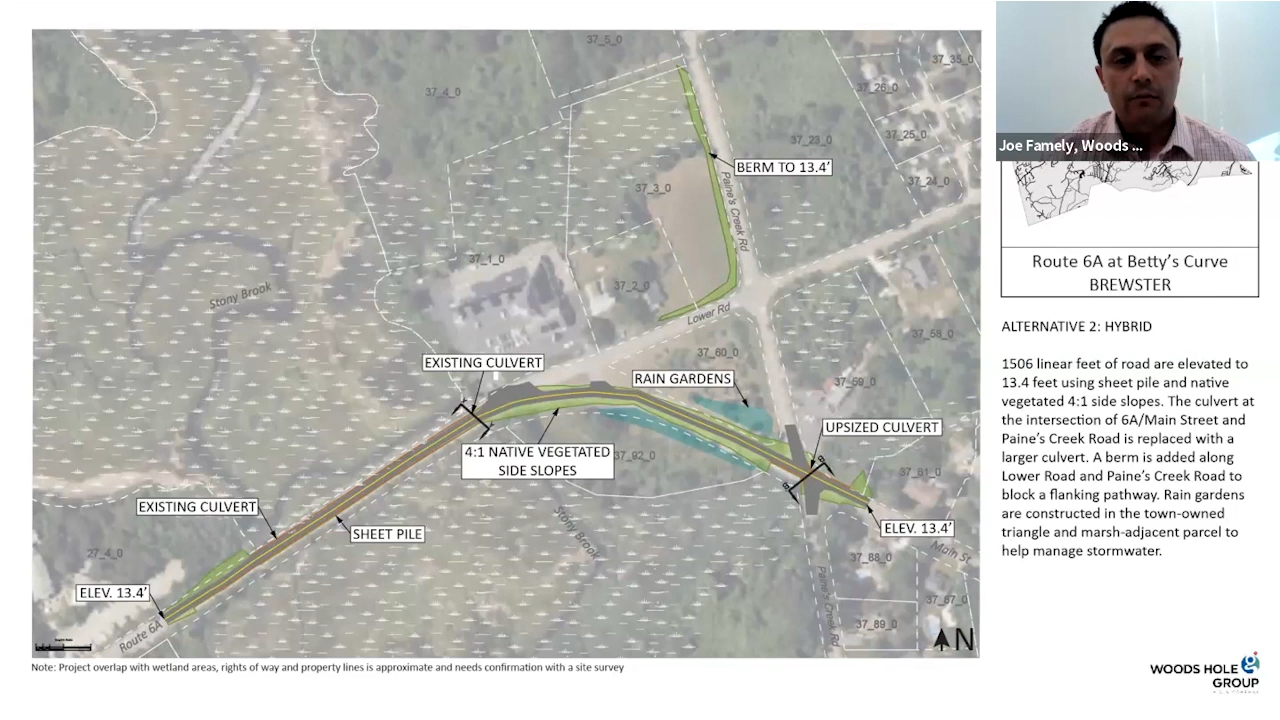 37_5_0
37_35_0
37_4_0
37_26_0
37_25_0
37_23_0
BERM TO 13.4'
37_24_0
37_3_0
Paine's Creek Rd
37_1_0
37_2_0
Stony Brook
Lower Rd
37_58_0
37_60_0
EXISTING CULVERT
RAIN GARDENS
37_59_0
UPSIZED CULVERT
4:1 NATIVE VEGETATED
SIDE SLOPES
37_92_0
37_61_0
EXISTING CULVERT
SHEET PILE
Stony Brook
ELEV. 13.4'
Main St
27_4_0
37_88_0
ELEV. 13.4'
Paine's Creek Rd
37_67_0
37_89_0
Route 6A
N
Note: Project overlap with wetland areas, rights of way and property lines is approximate and needs confirmation with a site survey
Joe Famely, Woods ...
Route 6A at Betty's Curve
BREWSTER
ALTERNATIVE 2: HYBRID
1506 linear feet of road are elevated to
13.4 feet using sheet pile and native
vegetated 4:1 side slopes. The culvert at
the intersection of 6A/Main Street and
Paine's Creek Road is replaced with a
larger culvert. A berm is added along
Lower Road and Paine's Creek Road to
block a flanking pathway. Rain gardens
are constructed in the town-owned
triangle and marsh-adjacent parcel to
help manage stormwater.
WOODS HOLE
GROUP